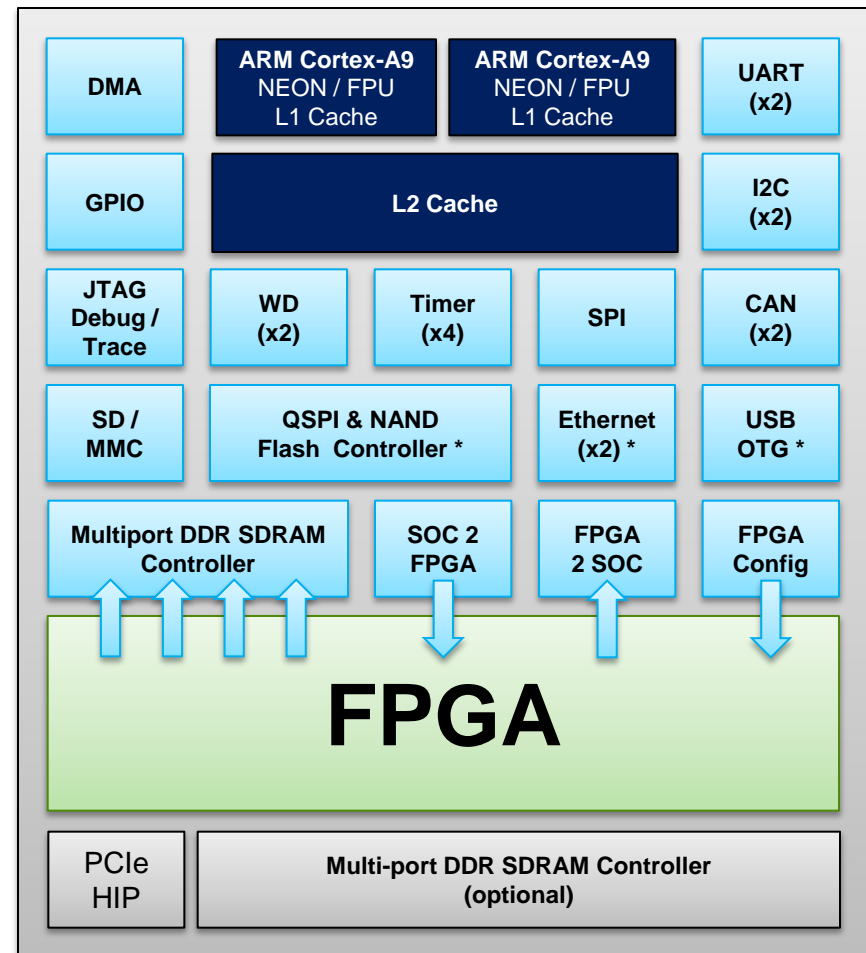 DMA
ARM Cortex-A9
NEON / FPU
L1 Cache
ARM Cortex-A9
NEON / FPU
L1 Cache
UART
(x2)
GPIO
L2 Cache
I2C
(x2)
JTAG
Debug /
Trace
WD
(x2)
Timer
(x4)
SPI
CAN
(x2)
SD /
MMC
QSPI & NAND
Flash Controller *
Ethernet
(x2) *
USB
OTG *
Multiport DDR SDRAM
Controller
SOC 2
FPGA
FPGA
2 SOC
FPGA
Config
FPGA
PCIe
HIP
Multi-port DDR SDRAM Controller
(optional)